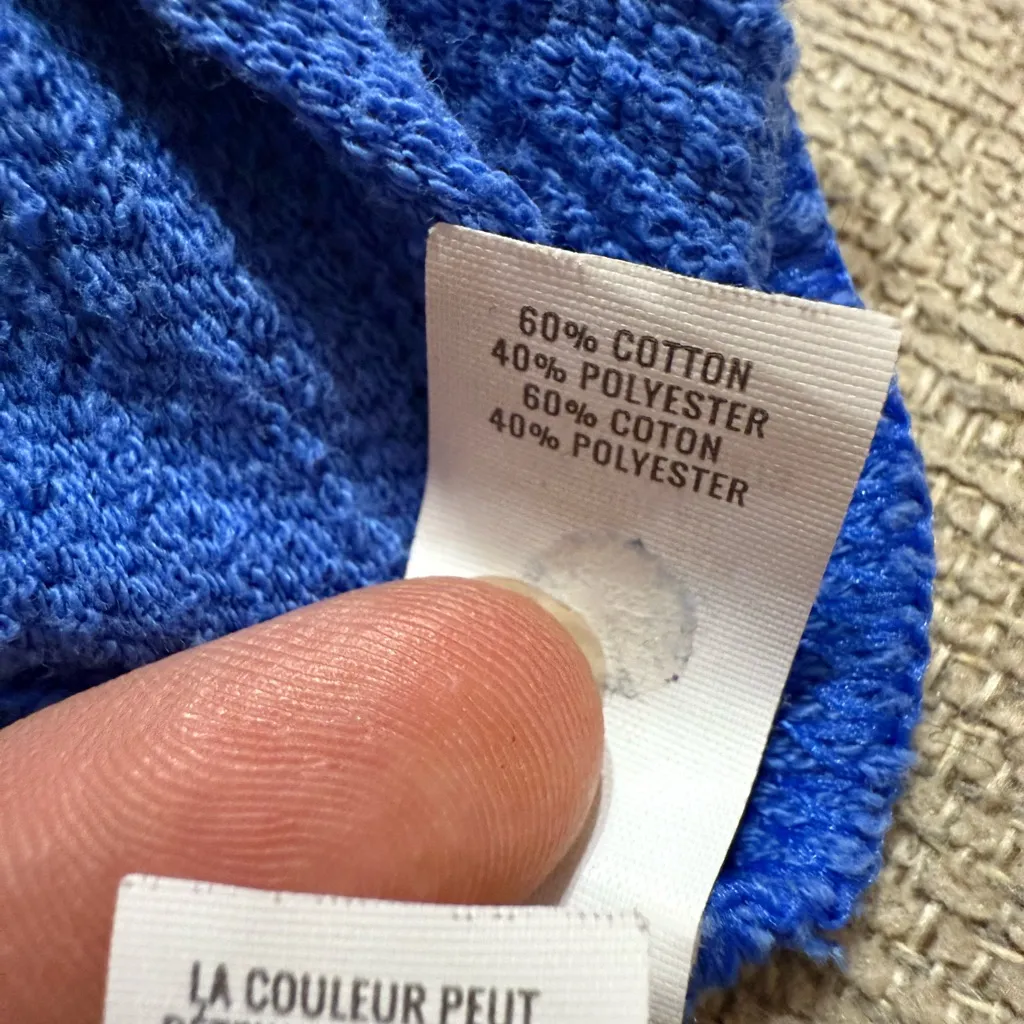 60% COTTON
40% POLYESTER
60% COTON
40% POLYESTER
LA COULEUR PEUT